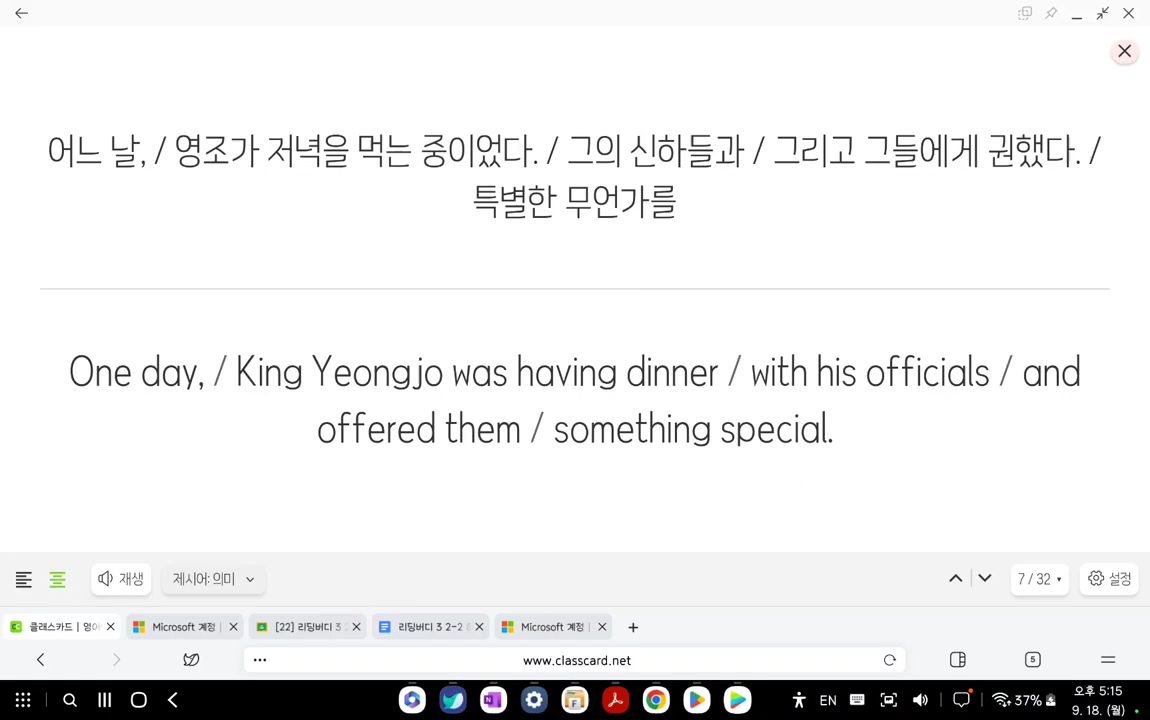 어느 날, / 영조가 저녁을 먹는 중이었다. / 그의 신하들과 / 그리고 그들에게 권했다. /
특별한 무언가를
One day, / King Yeongjo was having dinner / with his officials / and
offered them / something special.
재생
제시어: 의미
7 / 32
설정
클래스카드 | 영어
Microsoft 계정 |
[22] 리딩버디 3 2
리딩버디 3 2-2
Microsoft 계정 |
www.classcard.net
5
EN
37%
오후 5:15
9. 18. (월)